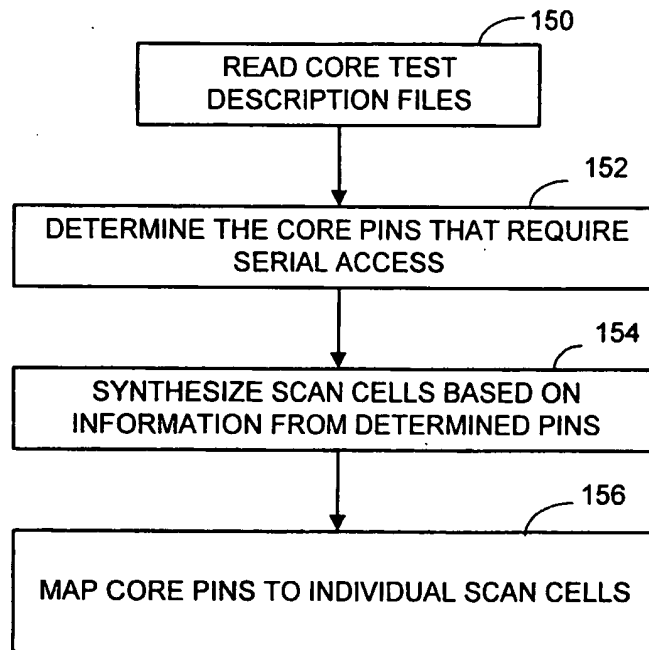 150
READ CORE TEST
DESCRIPTION FILES
152
DETERMINE THE CORE PINS THAT REQUIRE
SERIAL ACCESS
154
SYNTHESIZE SCAN CELLS BASED ON
INFORMATION FROM DETERMINED PINS
156
MAP CORE PINS TO INDIVIDUAL SCAN CELLS